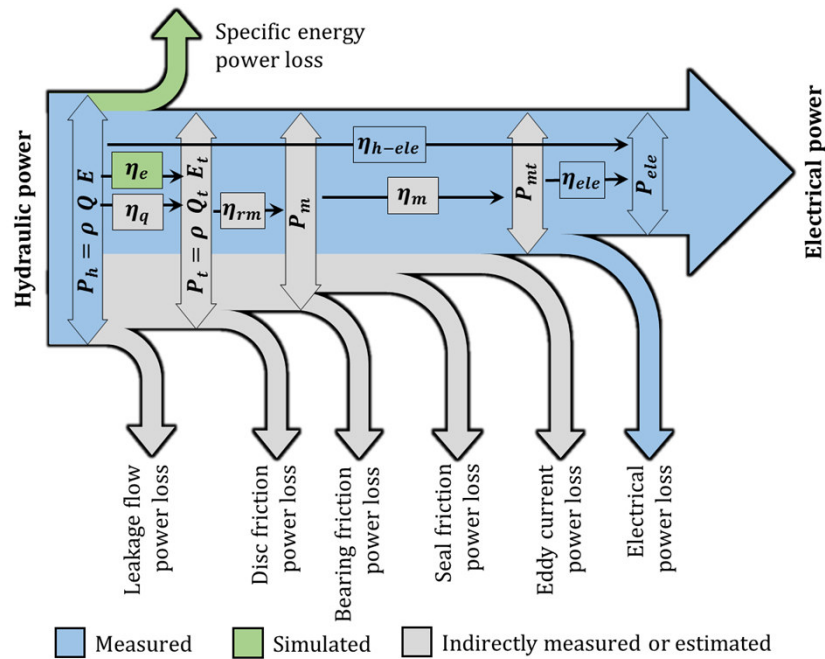 Specific energy
power loss
Hydraulic power
P_h = ρ Q E
η_e
η_q
P_t = ρ Q_t E_t
η_rm
P_m
η_h−ele
η_m
P_mt
η_ele
P_ele
Electrical power
Leakage flow
power loss
Disc friction
power loss
Bearing friction
power loss
Seal friction
power loss
Eddy current
power loss
Electrical
power loss
Measured
Simulated
Indirectly measured or estimated